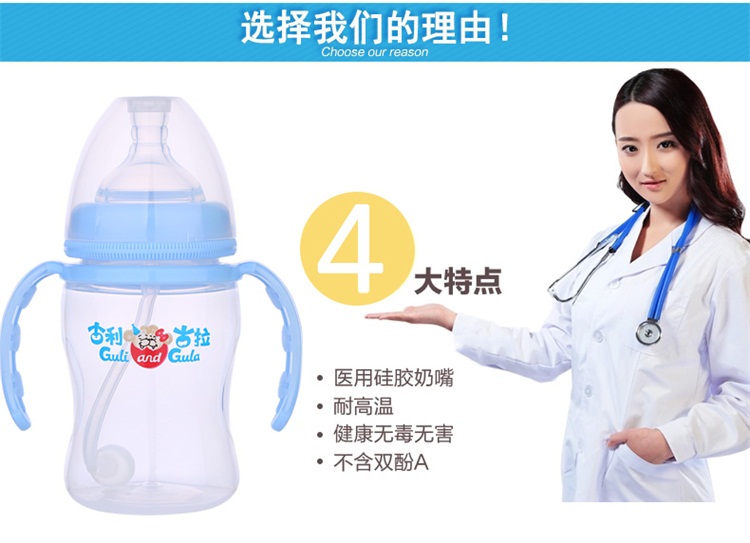 选择我们的理由!
Choose our reason
4大特点
古利 古拉
Guli and Gula
• 医用硅胶奶嘴
• 耐高温
• 健康无毒无害
• 不含双酚A